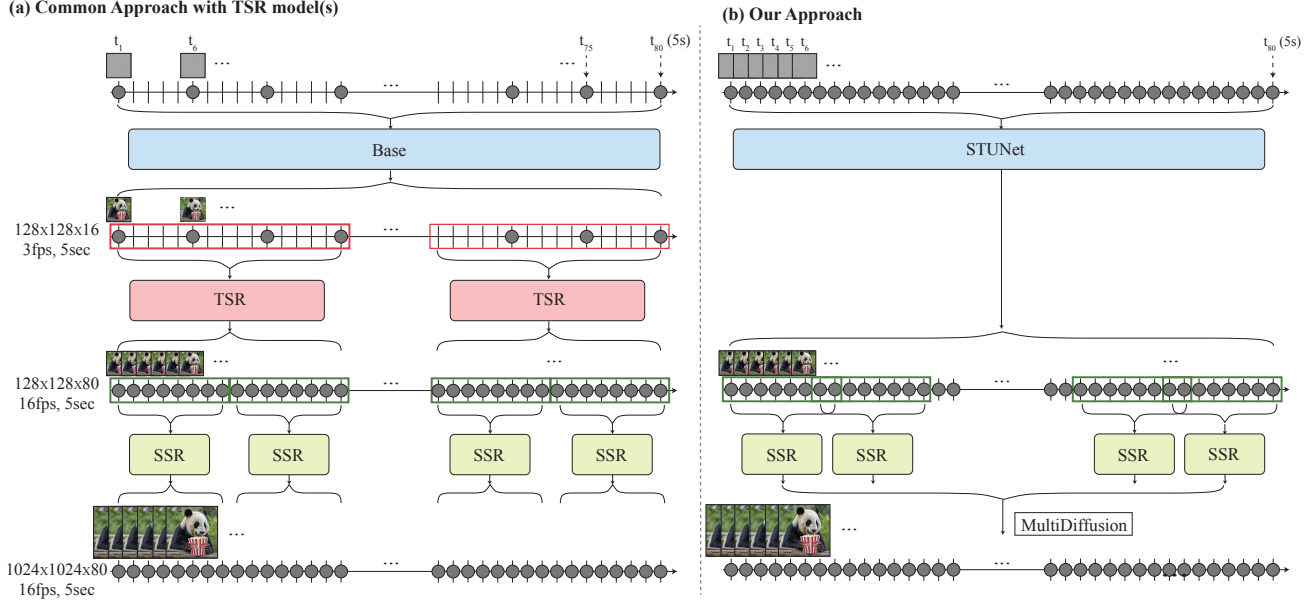 (a) Common Approach with TSR model(s)
t1 t6 ... ... t75 t80 (5s)
...
Base
...
128x128x16
3fps, 5sec
...
TSR TSR
... ...
128x128x80
16fps, 5sec
...
SSR SSR SSR SSR
...
1024x1024x80
16fps, 5sec
...
(b) Our Approach
t1 t2 t3 t4 t5 t6 ... t80 (5s)
...
STUNet
... ...
...
SSR SSR SSR SSR
MultiDiffusion
...
...